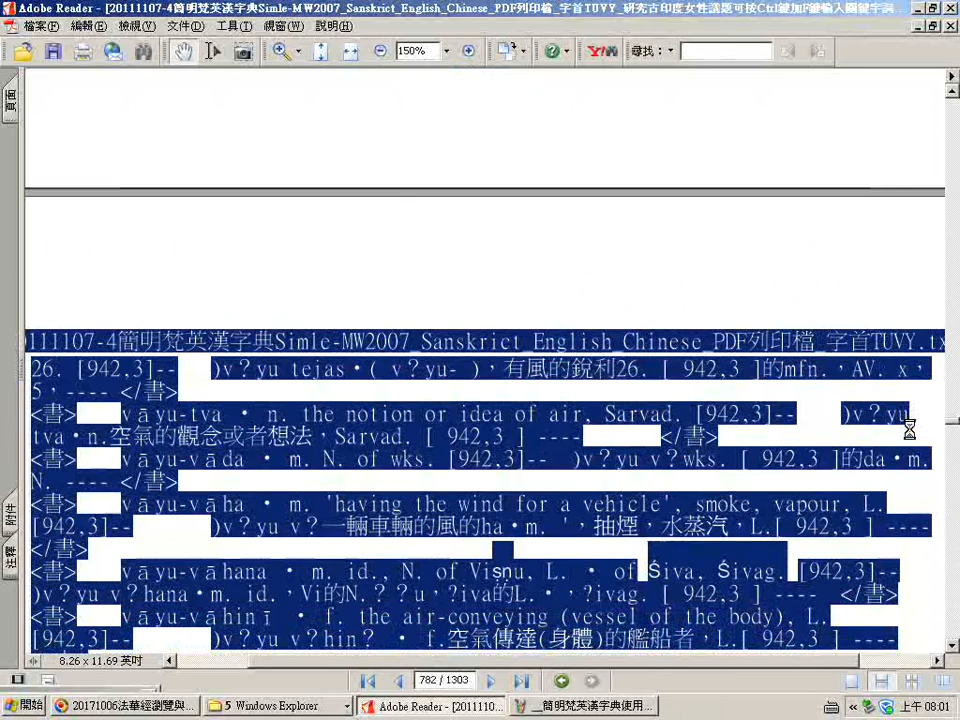 Adobe Reader - [20111107-4簡明梵英漢字典Simle-MW2007_Sanskrit_English_Chinese_PDF列印檔_字首TUVY_研究古印度女性議題可按Ctrl鍵加F鍵輸入關鍵字詞
檔案(F) 編輯(E) 檢視(V) 文件(D) 工具(T) 視窗(W) 說明(H)
150% Y! 尋找:
頁面
0111107-4簡明梵英漢字典Simle-MW2007_Sanskrict_English_Chinese_PDF列印檔_字首TUVY.tx
26. [942,3]-- )v？yu tejas・( v？yu- )，有風的銳利26. [ 942,3 ]的mfn.，AV. x，
5，---- </書>
<書> vāyu-tva ・ n. the notion or idea of air, Sarvad. [942,3]-- )v？yu
tva・n.空氣的觀念或者想法，Sarvad. [ 942,3 ] ---- </書>
<書> vāyu-vāda ・ m. N. of wks. [942,3]-- )v？yu v？wks. [ 942,3 ]的da・m.
N. ---- </書>
<書> vāyu-vāha ・ m. 'having the wind for a vehicle', smoke, vapour, L.
[942,3]-- )v？yu v？一輛車輛的風的ha・m. '，抽煙，水蒸汽，L.[ 942,3 ] ----
</書>
<書> vāyu-vāhana ・ m. id., N. of Viṣṇu, L. ・ of Śiva, Śivag. [942,3]--
)v？yu v？hana・m. id.，Vi的N.？？u，?iva的L.・，?ivag. [ 942,3 ] ---- </書>
<書> vāyu-vāhinī ・ f. the air-conveying (vessel of the body), L.
[942,3]-- )v？yu v？hin？ ・ f.空氣傳達(身體)的艦船者，L.[ 942,3 ] ----
附件
注釋
8.26 x 11.69 英吋
782 / 1303
開始 20171006法華經瀏覽與... 5 Windows Explorer Adobe Reader - [2011110... __簡明梵英漢字典使用... 上午 08:01